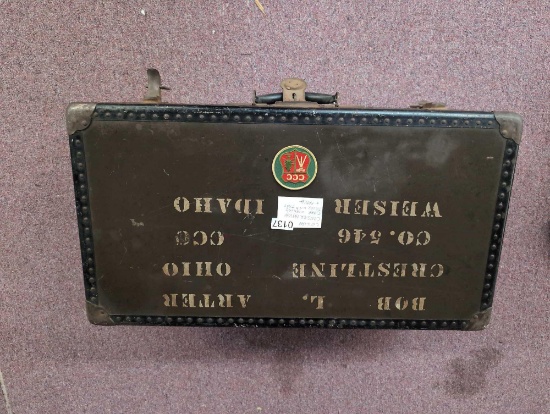 BOB L. ARTER
CRESTLINE OHIO
CO. 546 CCC
WEISER IDAHO
0137
CCC